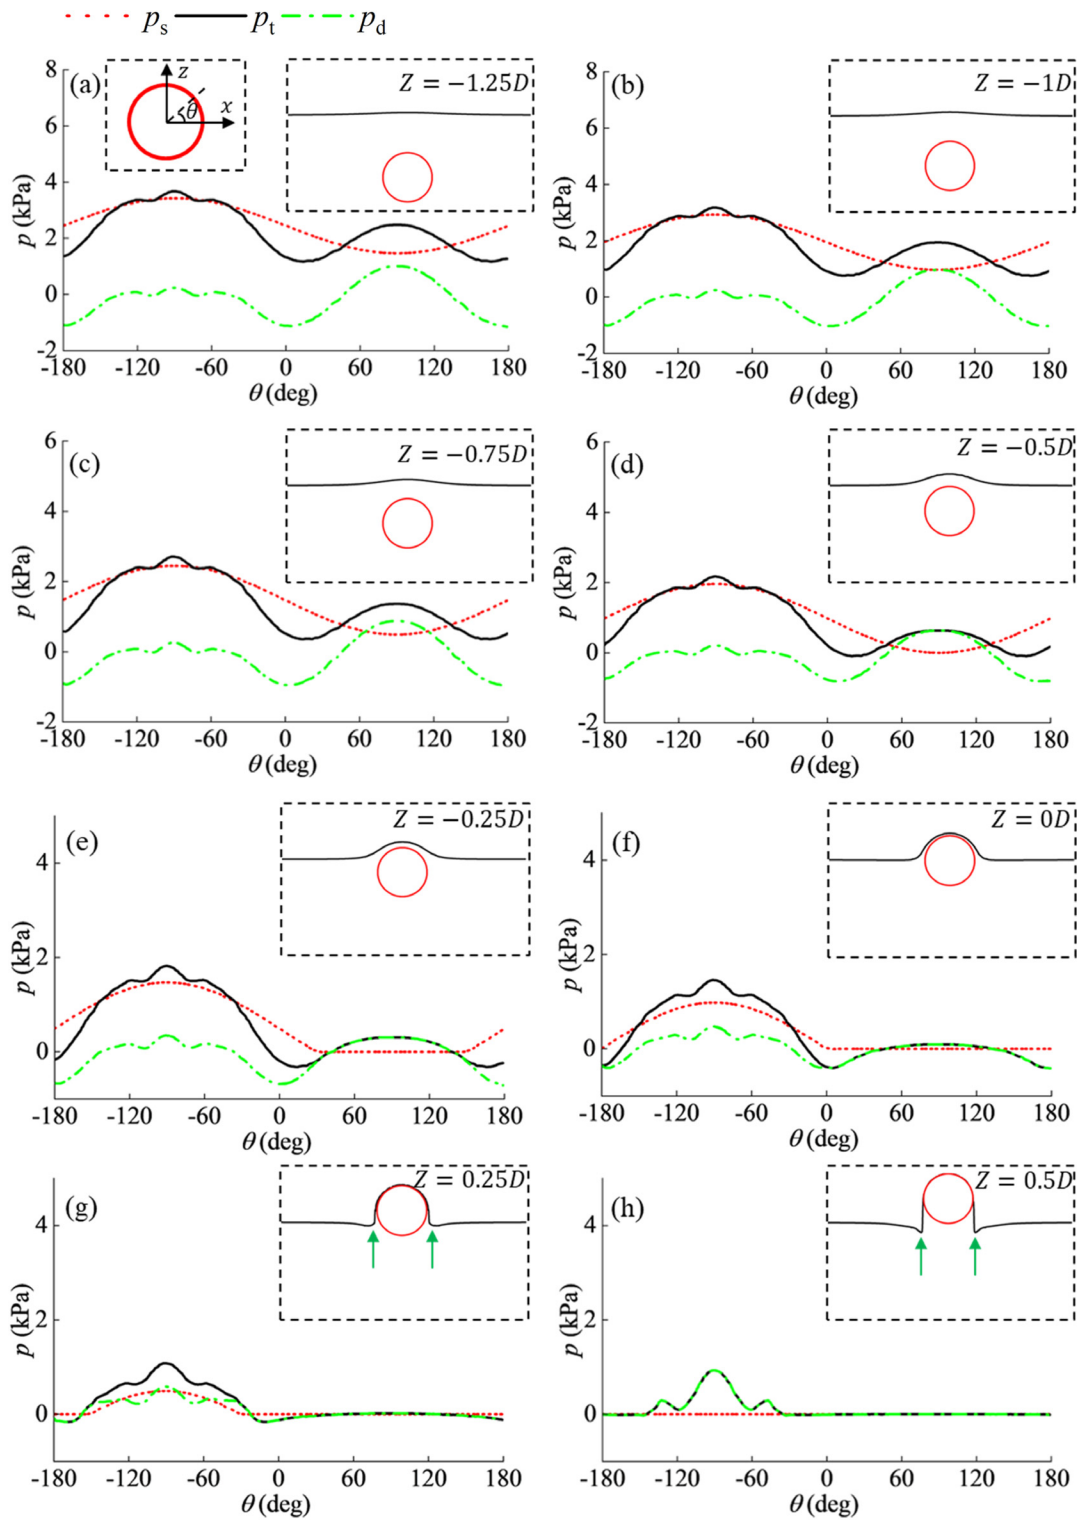 p_s p_t p_d
(a) z x θ Z = −1.25D
8
6
4
2
0
-2
p (kPa)
-180 -120 -60 0 60 120 180
θ (deg)
(b) Z = −1D
8
6
4
2
0
-2
p (kPa)
-180 -120 -60 0 60 120 180
θ (deg)
(c) Z = −0.75D
6
4
2
0
-2
p (kPa)
-180 -120 -60 0 60 120 180
θ (deg)
(d) Z = −0.5D
6
4
2
0
-2
p (kPa)
-180 -120 -60 0 60 120 180
θ (deg)
(e) Z = −0.25D
4
2
0
p (kPa)
-180 -120 -60 0 60 120 180
θ (deg)
(f) Z = 0D
4
2
0
p (kPa)
-180 -120 -60 0 60 120 180
θ (deg)
(g) Z = 0.25D
4
2
0
p (kPa)
-180 -120 -60 0 60 120 180
θ (deg)
(h) Z = 0.5D
4
2
0
p (kPa)
-180 -120 -60 0 60 120 180
θ (deg)